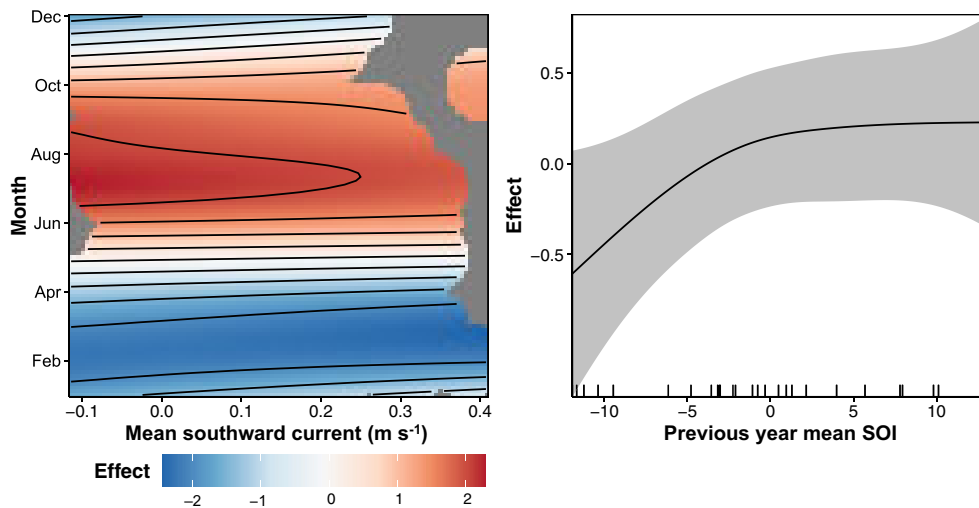 Dec
Oct
Aug
Jun
Apr
Feb
Month
−0.1 0.0 0.1 0.2 0.3 0.4
Mean southward current (m s-1)
Effect
−2 −1 0 1 2
0.5
0.0
−0.5
Effect
−10 −5 0 5 10
Previous year mean SOI